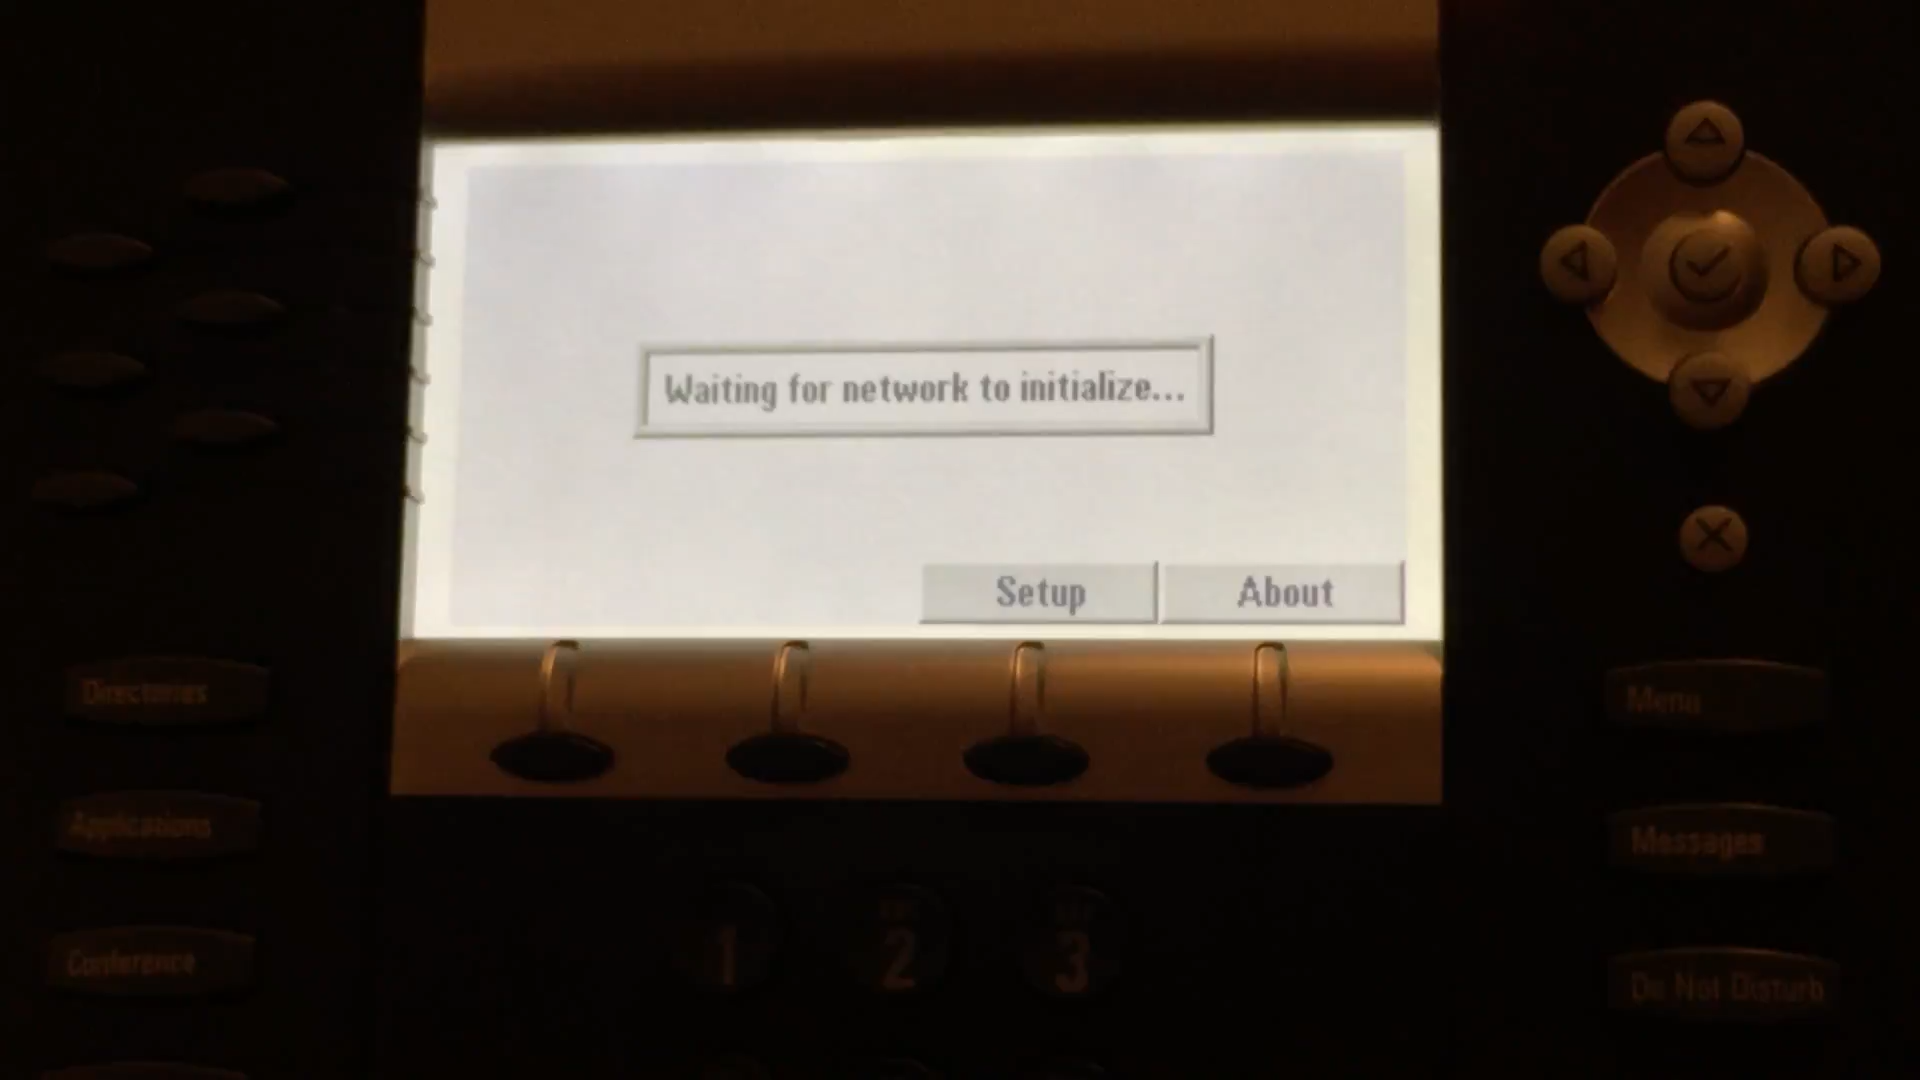 Waiting for network to initialize...
Setup
About
Directories
Menu
Applications
Messages
1
2
3
Conference
Do Not Disturb